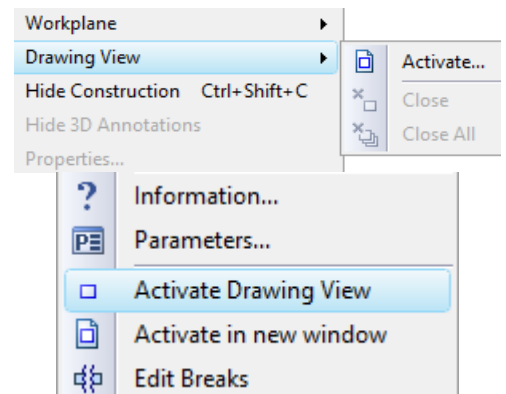 Workplane
Drawing View
Activate...
Hide Construction Ctrl+Shift+C
Close
Hide 3D Annotations
Close All
Properties...
? Information...
PE Parameters...
Activate Drawing View
Activate in new window
Edit Breaks